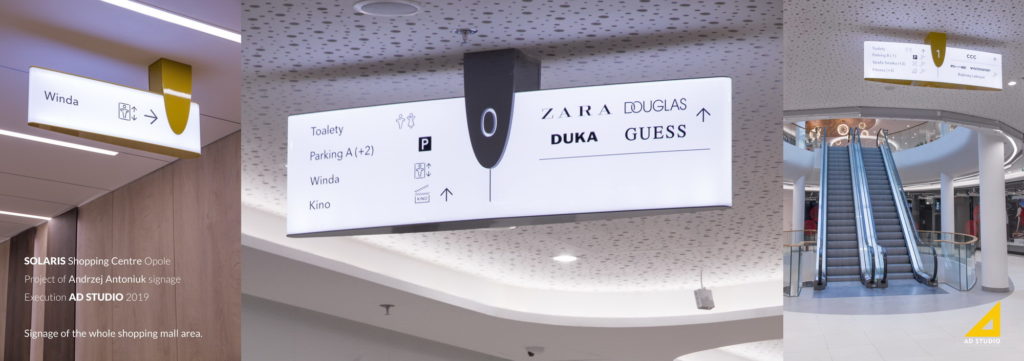 Winda
SOLARIS Shopping Centre Opole
Project of Andrzej Antoniuk signage
Execution AD STUDIO 2019
Signage of the whole shopping mall area.
Toalety
Parking A (+2)
P
Winda
Kino
KINO
0
ZARA DOUGLAS
DUKA GUESS
Toalety
1
CCC
AD STUDIO